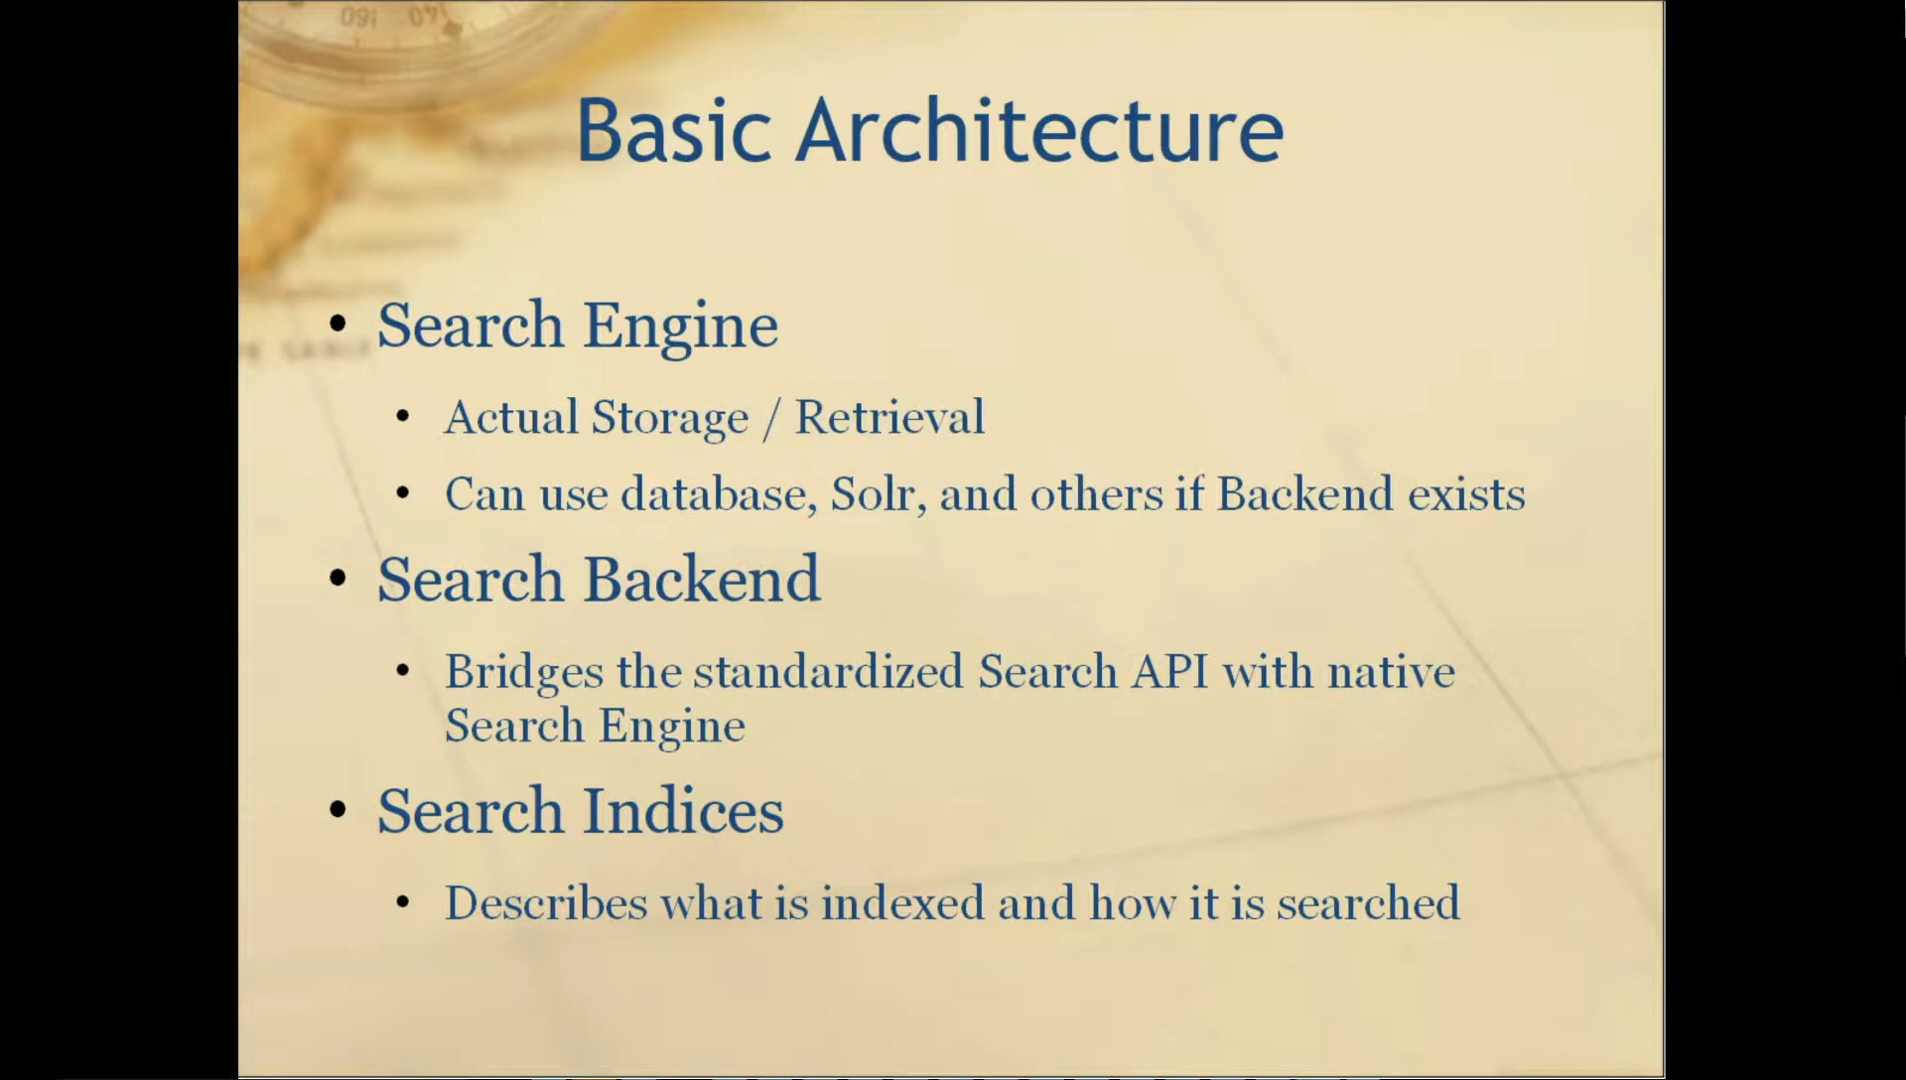 Basic Architecture
• Search Engine
• Actual Storage / Retrieval
• Can use database, Solr, and others if Backend exists
• Search Backend
• Bridges the standardized Search API with native
Search Engine
• Search Indices
• Describes what is indexed and how it is searched